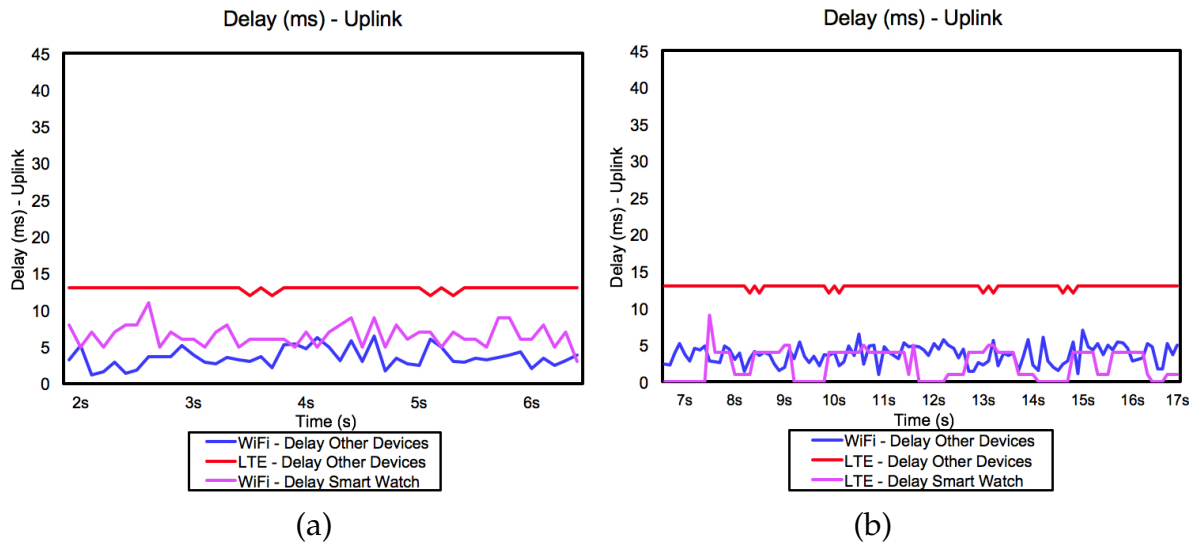 Delay (ms) - Uplink
Delay (ms) - Uplink
45
40
35
30
25
20
15
10
5
0
2s 3s 4s 5s 6s
Time (s)
WiFi - Delay Other Devices
LTE - Delay Other Devices
WiFi - Delay Smart Watch
(a)
Delay (ms) - Uplink
Delay (ms) - Uplink
45
40
35
30
25
20
15
10
5
0
7s 8s 9s 10s 11s 12s 13s 14s 15s 16s 17s
Time (s)
WiFi - Delay Other Devices
LTE - Delay Other Devices
LTE - Delay Smart Watch
(b)